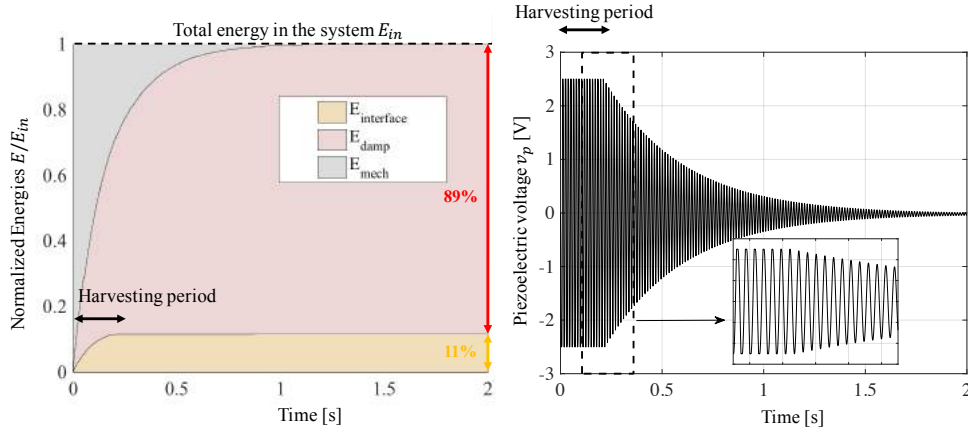 Total energy in the system E_in
1
0.8
0.6
0.4
0.2
0
Normalized Energies E/E_in
E_interface
E_damp
E_mech
89%
Harvesting period
11%
0
0.5
1
1.5
2
Time [s]
Harvesting period
3
2
1
0
-1
-2
-3
Piezoelectric voltage v_p [V]
0
0.5
1
1.5
2
Time [s]